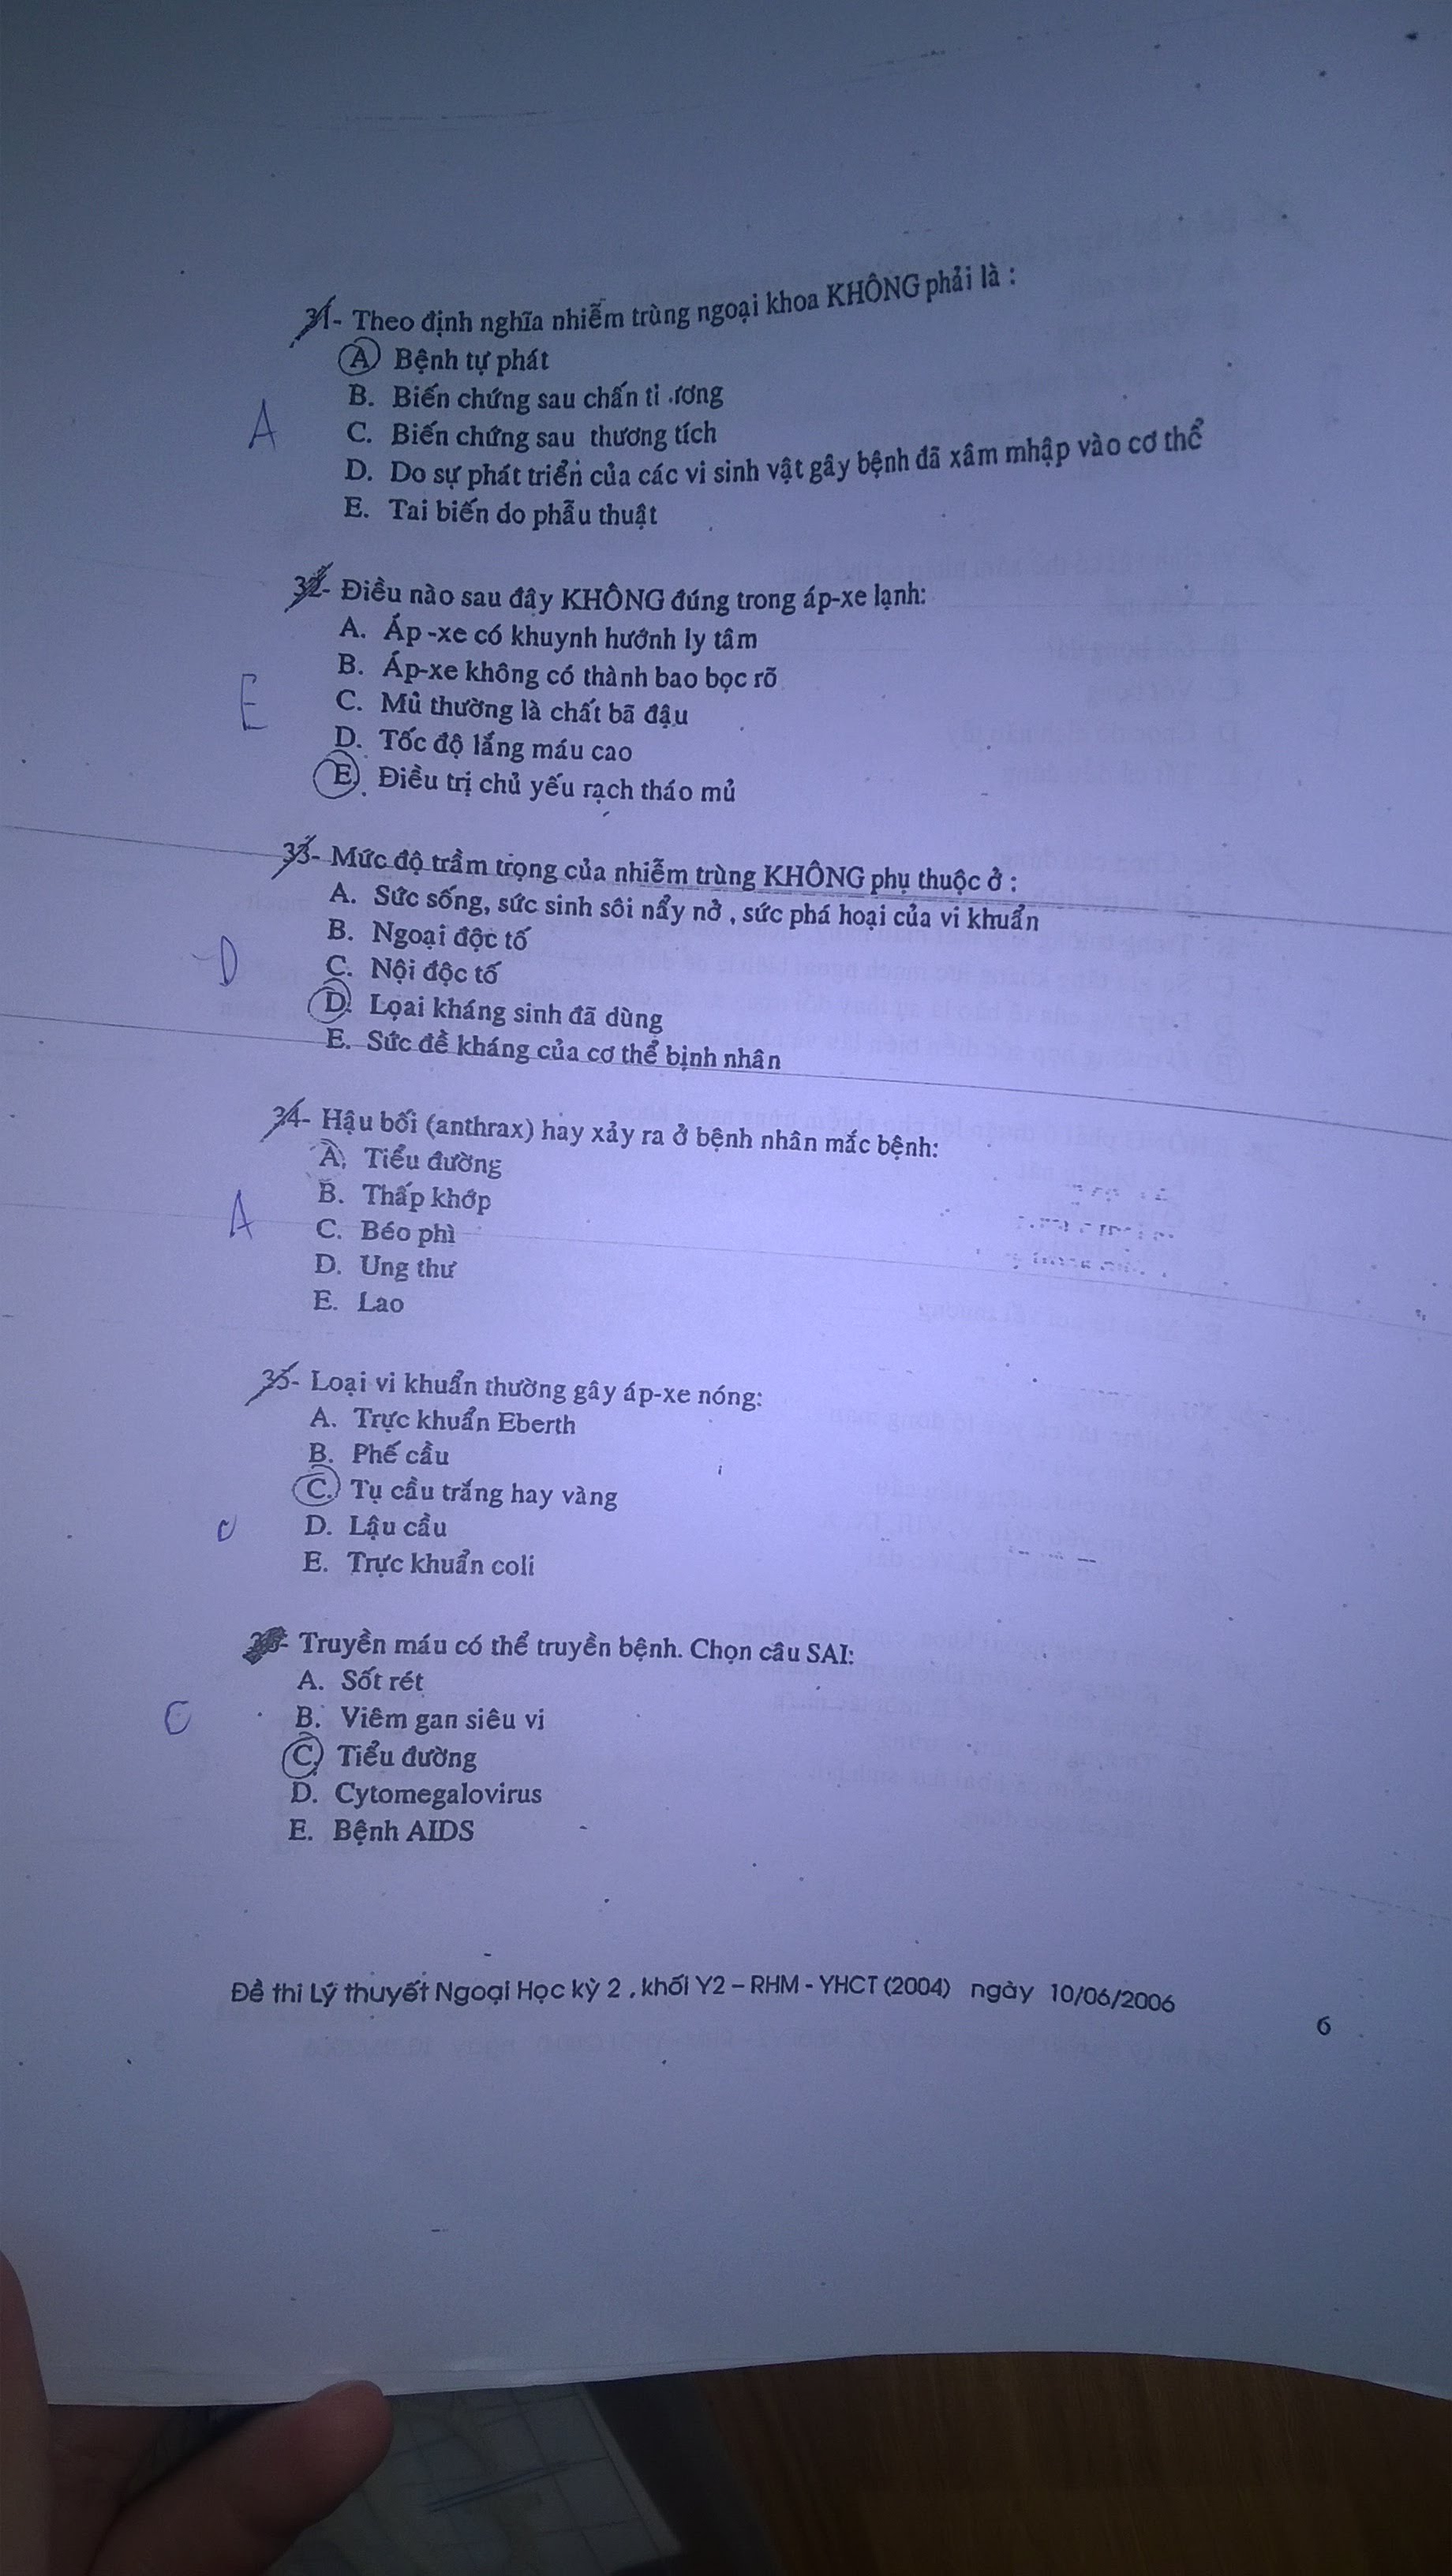 31- Theo định nghĩa nhiễm trùng ngoại khoa KHÔNG phải là :
A Bệnh tự phát
B. Biến chứng sau chấn ti .ương
A
C. Biến chứng sau thương tích
D. Do sự phát triển của các vi sinh vật gây bệnh đã xâm mhập vào cơ thể
E. Tai biến do phẫu thuật
32- Điều nào sau đây KHÔNG đúng trong áp-xe lạnh:
A. Áp -xe có khuynh hướnh ly tâm
B. Áp-xe không có thành bao bọc rõ
E
C. Mủ thường là chất bã đậu
D. Tốc độ lắng máu cao
E. Điều trị chủ yếu rạch tháo mủ
33- Mức độ trầm trọng của nhiễm trùng KHÔNG phụ thuộc ở :
A. Sức sống, sức sinh sôi nẩy nở , sức phá hoại của vi khuẩn
B. Ngoại độc tố
D
C. Nội độc tố
D. Lọai kháng sinh đã dùng
E. Sức đề kháng của cơ thể bịnh nhân
34- Hậu bối (anthrax) hay xảy ra ở bệnh nhân mắc bệnh:
A. Tiểu đường
B. Thấp khớp
A
C. Béo phì
D. Ung thư
E. Lao
35- Loại vi khuẩn thường gây áp-xe nóng:
A. Trực khuẩn Eberth
B. Phế cầu
C. Tụ cầu trắng hay vàng
C
D. Lậu cầu
E. Trực khuẩn coli
36- Truyền máu có thể truyền bệnh. Chọn câu SAI:
A. Sốt rét
C
B. Viêm gan siêu vi
C. Tiểu đường
D. Cytomegalovirus
E. Bệnh AIDS
Đề thi Lý thuyết Ngoại Học kỳ 2 , khối Y2 – RHM - YHCT (2004) ngày 10/06/2006
6